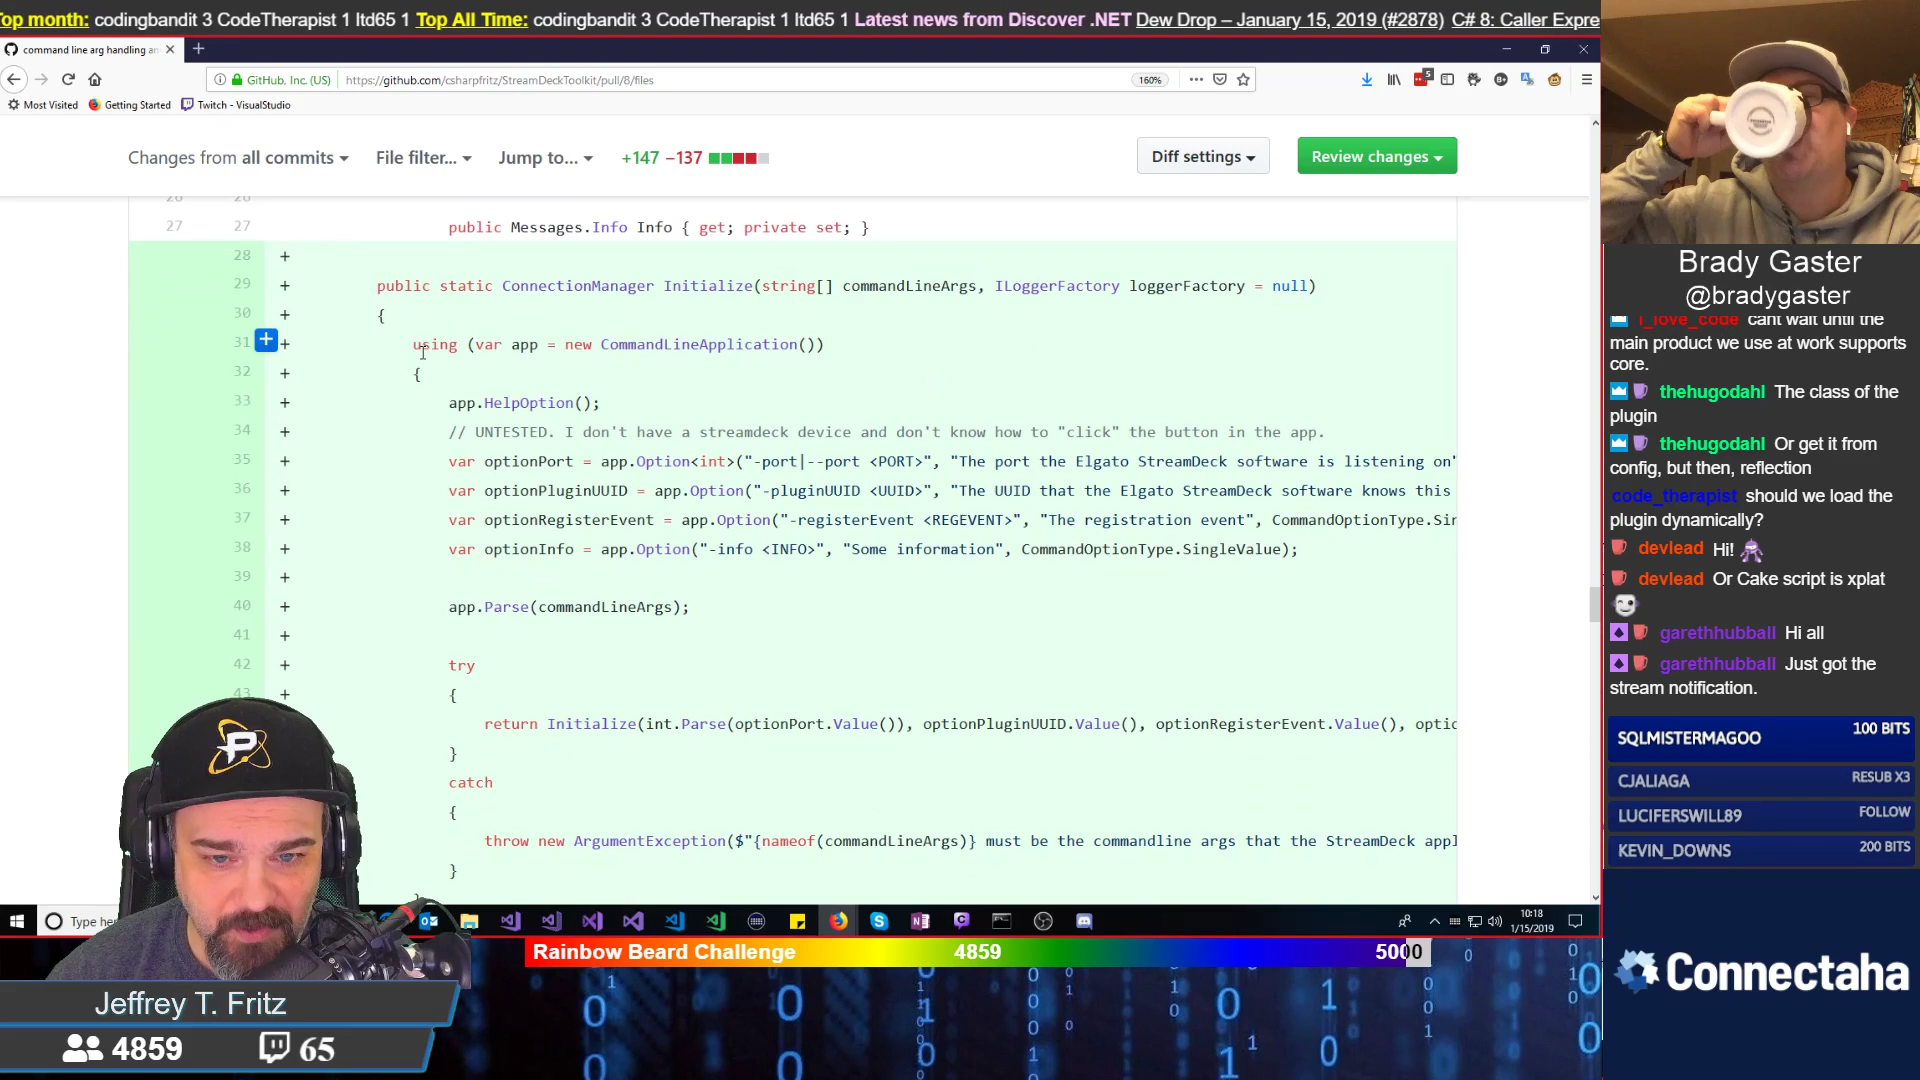 Top month: codingbandit 3 CodeTherapist 1 ltd65 1 Top All Time: codingbandit 3 CodeTherapist 1 ltd65 1 Latest news from Discover .NET Dew Drop – January 15, 2019 (#2878) C# 8: Caller Expre
command line arg handling an
GitHub, Inc. (US) https://github.com/csharpfritz/StreamDeckToolkit/pull/8/files 160%
Most Visited Getting Started Twitch - VisualStudio
Changes from all commits File filter... Jump to... +147 −137 Diff settings Review changes
27 27 public Messages.Info Info { get; private set; }
28 +
29 + public static ConnectionManager Initialize(string[] commandLineArgs, ILoggerFactory loggerFactory = null)
30 + {
31 + using (var app = new CommandLineApplication())
32 + {
33 + app.HelpOption();
34 + // UNTESTED. I don't have a streamdeck device and don't know how to "click" the button in the app.
35 + var optionPort = app.Option<int>("-port|--port <PORT>", "The port the Elgato StreamDeck software is listening on"
36 + var optionPluginUUID = app.Option("-pluginUUID <UUID>", "The UUID that the Elgato StreamDeck software knows this
37 + var optionRegisterEvent = app.Option("-registerEvent <REGEVENT>", "The registration event", CommandOptionType.Sin
38 + var optionInfo = app.Option("-info <INFO>", "Some information", CommandOptionType.SingleValue);
39 +
40 + app.Parse(commandLineArgs);
41 +
42 + try
43 + {
+ return Initialize(int.Parse(optionPort.Value()), optionPluginUUID.Value(), optionRegisterEvent.Value(), optio
+ }
+ catch
+ {
+ throw new ArgumentException($"{nameof(commandLineArgs)} must be the commandline args that the StreamDeck appl
+ }
Type he
10:18
1/15/2019
Brady Gaster
@bradygaster
i_love_code cant wait until the
main product we use at work supports
core.
thehugodahl The class of the
plugin
thehugodahl Or get it from
config, but then, reflection
code_therapist should we load the
plugin dynamically?
devlead Hi!
devlead Or Cake script is xplat
garethhubball Hi all
garethhubball Just got the
stream notification.
SQLMISTERMAGOO 100 BITS
CJALIAGA RESUB X3
LUCIFERSWILL89 FOLLOW
KEVIN_DOWNS 200 BITS
Rainbow Beard Challenge 4859 5000
Jeffrey T. Fritz
4859 65
Connectaha